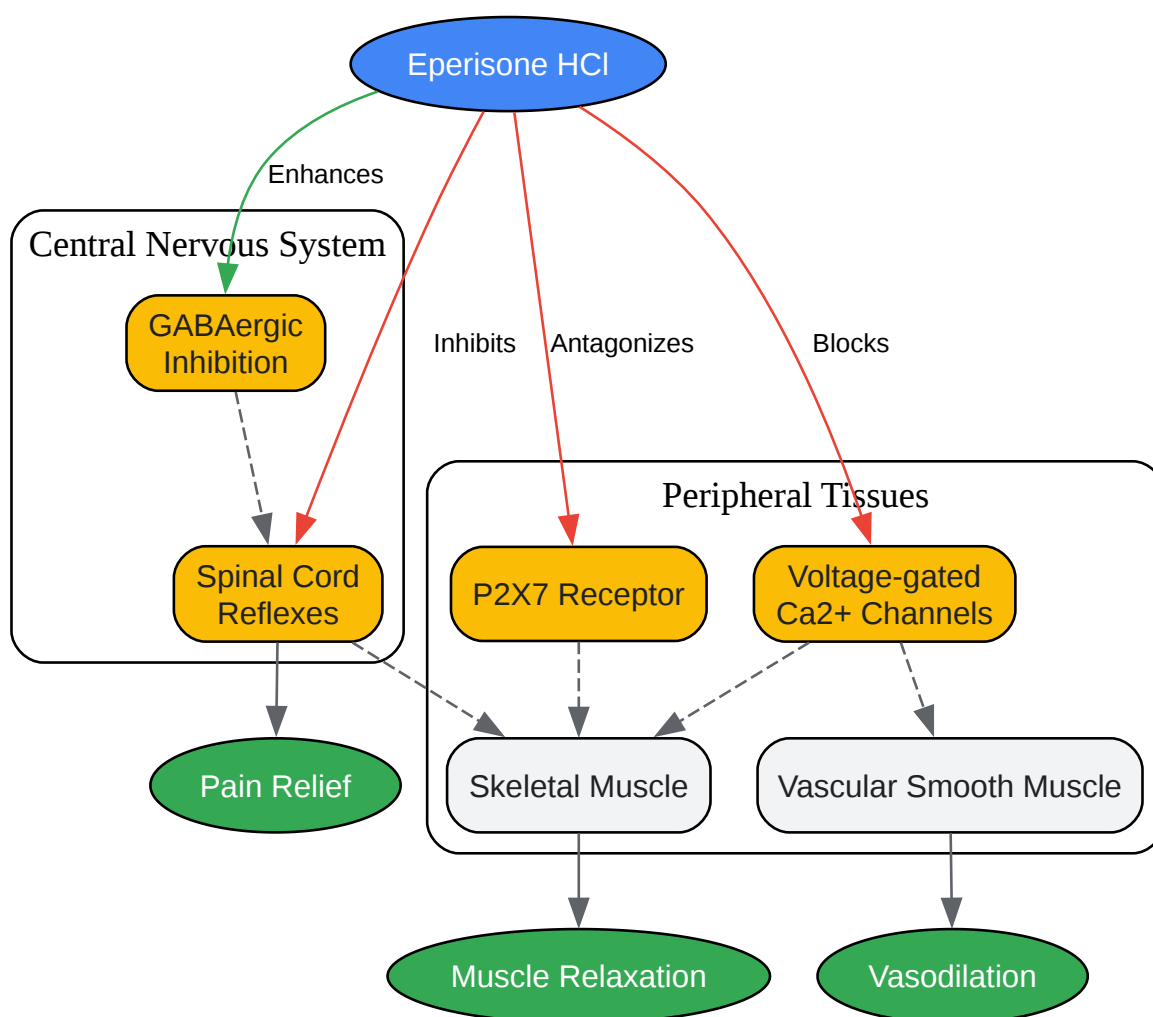 Eperisone HCl
Enhances
Central Nervous System
GABAergic
Inhibition
Inhibits
Antagonizes
Blocks
Peripheral Tissues
Spinal Cord
Reflexes
P2X7 Receptor
Voltage-gated
Ca2+ Channels
Pain Relief
Skeletal Muscle
Vascular Smooth Muscle
Muscle Relaxation
Vasodilation